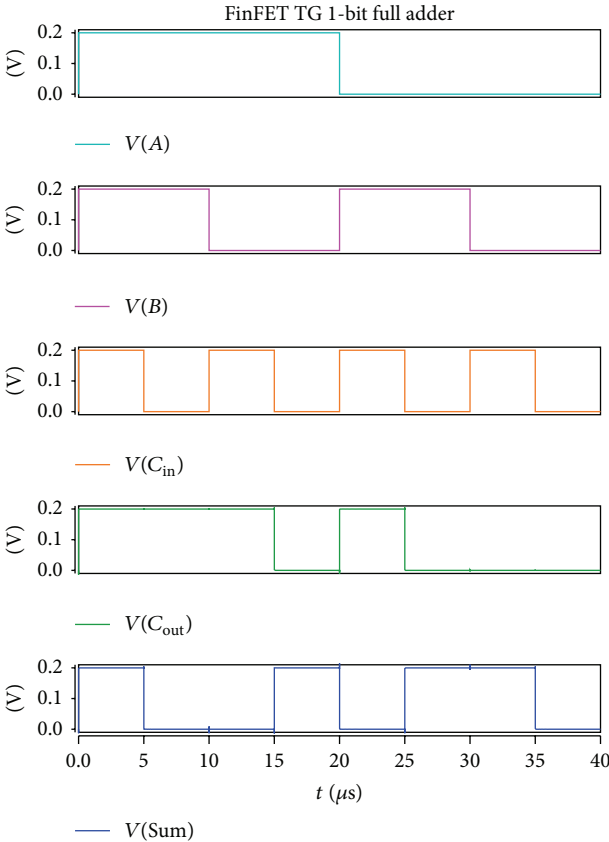 FinFET TG 1-bit full adder
(V)
0.2
0.1
0.0
V(A)
(V)
0.2
0.1
0.0
V(B)
(V)
0.2
0.1
0.0
V(C_in)
(V)
0.2
0.1
0.0
V(C_out)
(V)
0.2
0.1
0.0
0.0 5 10 15 20 25 30 35 40
t (μs)
V(Sum)